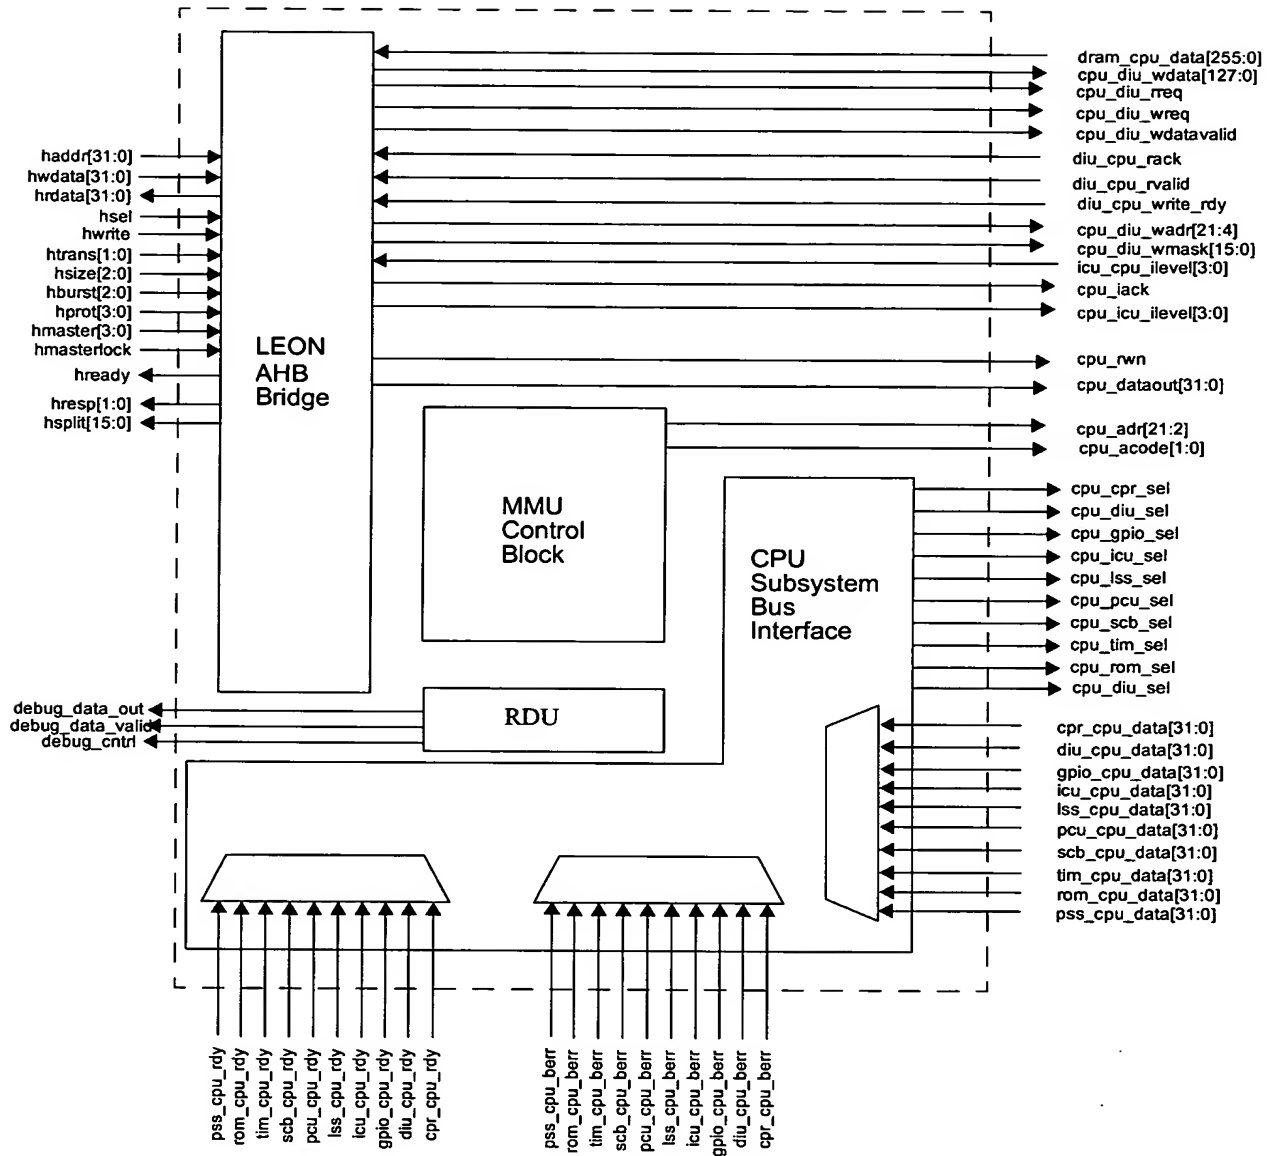 haddr[31:0]
hwdata[31:0]
hrdata[31:0]
hsel
hwrite
htrans[1:0]
hsize[2:0]
hburst[2:0]
hprot[3:0]
hmaster[3:0]
hmasterlock
hready
hresp[1:0]
hsplit[15:0]
LEON
AHB
Bridge
dram_cpu_data[255:0]
cpu_diu_wdata[127:0]
cpu_diu_rreq
cpu_diu_wreq
cpu_diu_wdatavalid
diu_cpu_rack
diu_cpu_rvalid
diu_cpu_write_rdy
cpu_diu_wadr[21:4]
cpu_diu_wmask[15:0]
icu_cpu_ilevel[3:0]
cpu_iack
cpu_icu_ilevel[3:0]
cpu_rwn
cpu_dataout[31:0]
cpu_adr[21:2]
cpu_acode[1:0]
MMU
Control
Block
CPU
Subsystem
Bus
Interface
cpu_cpr_sel
cpu_diu_sel
cpu_gpio_sel
cpu_icu_sel
cpu_lss_sel
cpu_pcu_sel
cpu_scb_sel
cpu_tim_sel
cpu_rom_sel
cpu_diu_sel
debug_data_out
debug_data_valid
debug_cntrl
RDU
cpr_cpu_data[31:0]
diu_cpu_data[31:0]
gpio_cpu_data[31:0]
icu_cpu_data[31:0]
lss_cpu_data[31:0]
pcu_cpu_data[31:0]
scb_cpu_data[31:0]
tim_cpu_data[31:0]
rom_cpu_data[31:0]
pss_cpu_data[31:0]
pss_cpu_rdy
rom_cpu_rdy
tim_cpu_rdy
scb_cpu_rdy
pcu_cpu_rdy
lss_cpu_rdy
icu_cpu_rdy
gpio_cpu_rdy
diu_cpu_rdy
cpr_cpu_rdy
pss_cpu_berr
rom_cpu_berr
tim_cpu_berr
scb_cpu_berr
pcu_cpu_berr
lss_cpu_berr
icu_cpu_berr
gpio_cpu_berr
diu_cpu_berr
cpr_cpu_berr